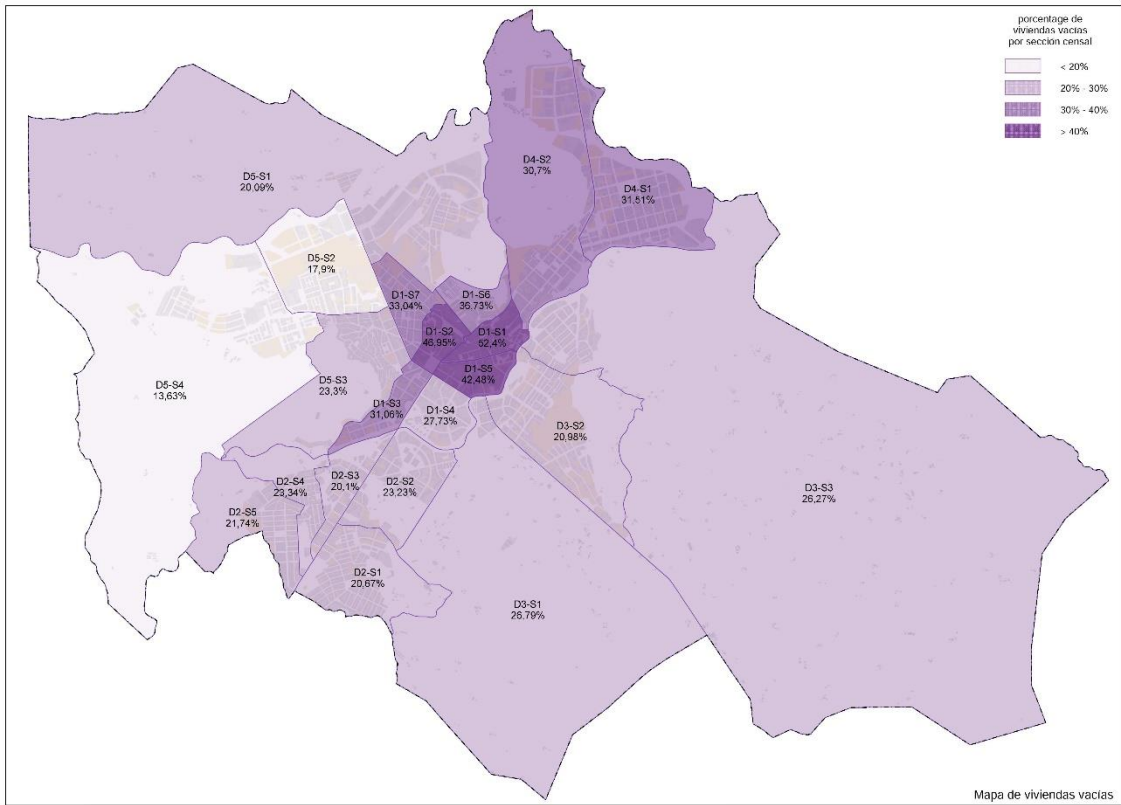 porcentage de
viviendas vacías
por sección censal
< 20%
20% - 30%
30% - 40%
> 40%
D4-S2
30,7%
D5-S1
20,09%
D4-S1
31,51%
D5-S2
17,9%
D1-S7
33,04%
D1-S6
36,73%
D1-S2
46,95%
D1-S1
52,4%
D1-S5
42,48%
D5-S4
13,63%
D5-S3
23,3%
D1-S3
31,06%
D1-S4
27,73%
D3-S2
20,98%
D2-S4
23,34%
D2-S3
20,1%
D2-S2
23,23%
D3-S3
26,27%
D2-S5
21,74%
D2-S1
20,67%
D3-S1
26,79%
Mapa de viviendas vacías